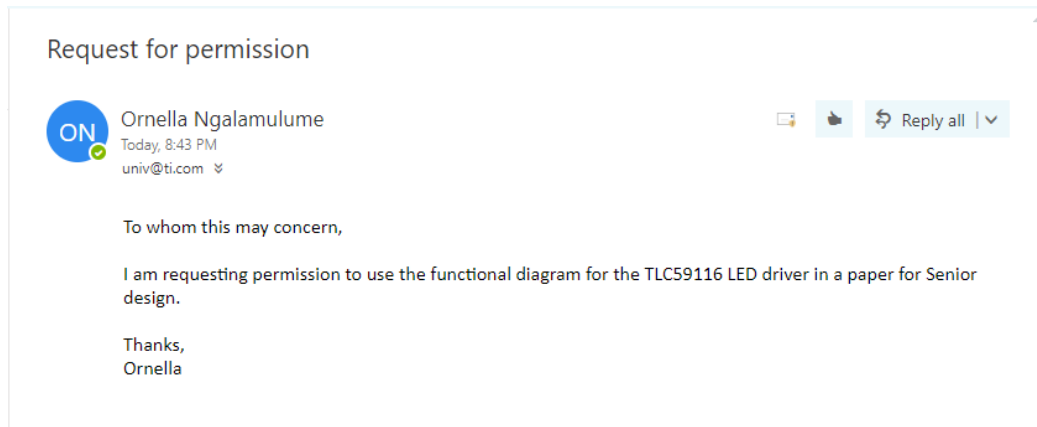 Request for permission
ON
Ornella Ngalamulume
Today, 8:43 PM
univ@ti.com
Reply all
To whom this may concern,
I am requesting permission to use the functional diagram for the TLC59116 LED driver in a paper for Senior
design.
Thanks,
Ornella